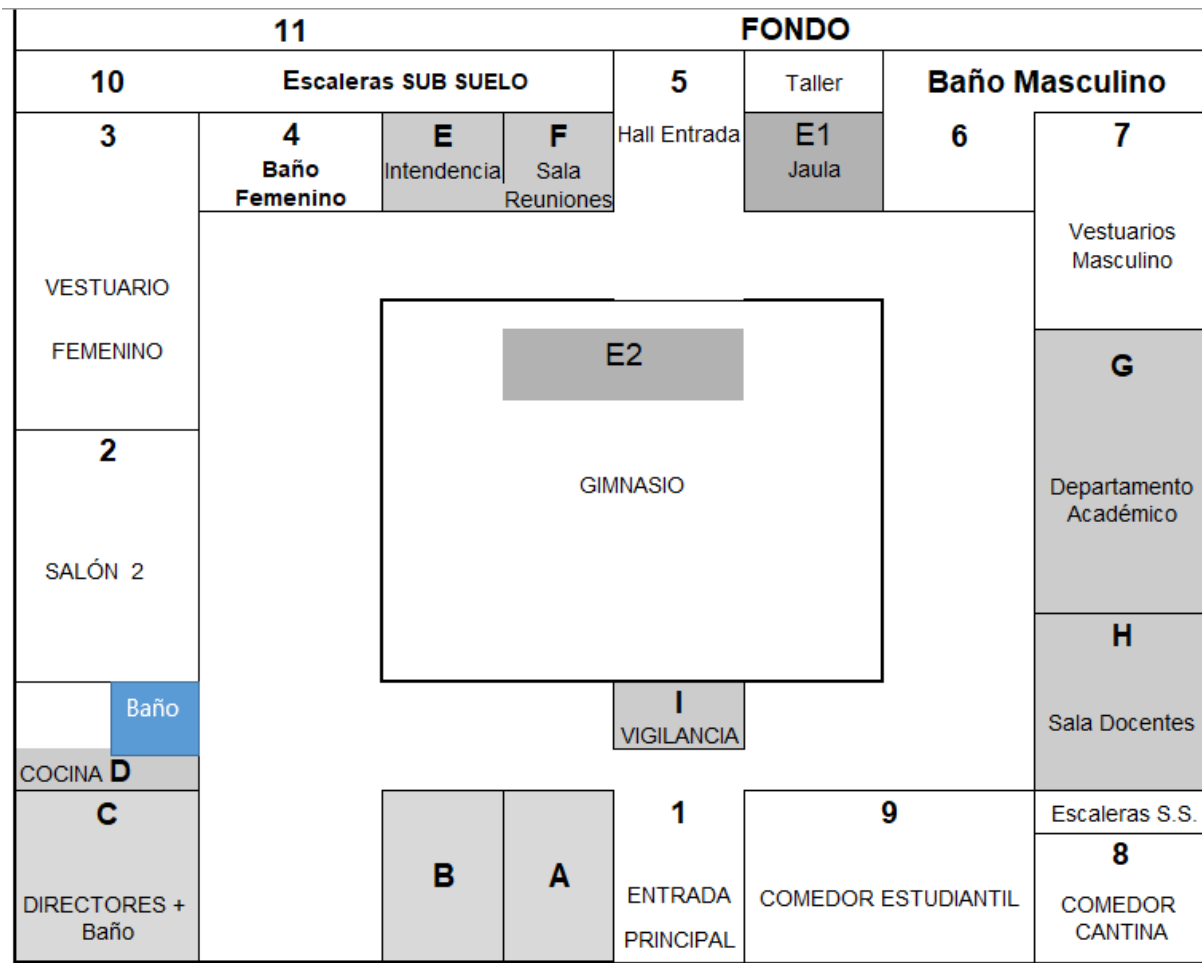 11 FONDO
10 Escaleras SUB SUELO 5 Taller Baño Masculino
3
4
Baño
Femenino
E
Intendencia
F
Sala
Reuniones
Hall Entrada
E1
Jaula
6
7
Vestuarios
Masculino
VESTUARIO
FEMENINO
E2
GIMNASIO
G
Departamento
Académico
2
SALÓN 2
H
Sala Docentes
Baño
I
VIGILANCIA
COCINA D
C
DIRECTORES +
Baño
B
A
1
ENTRADA
PRINCIPAL
9
COMEDOR ESTUDIANTIL
Escaleras S.S.
8
COMEDOR
CANTINA